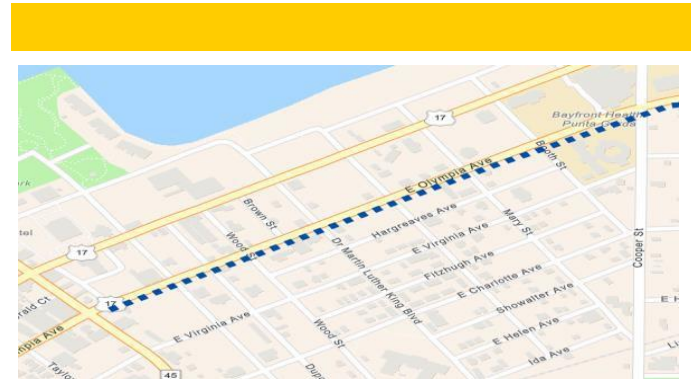 17
Bayfront Health
Punta Gorda
Booth St
E Olympia Ave
Brown St
Hargreaves Ave
Mary St
Wood
Dr Martin Luther King Blvd
E Virginia Ave
Cooper St
17
Fitzhugh Ave
E Charlotte Ave
Showalter Ave
17
E Virginia Ave
Wood St
E Helen Ave
Ida Ave
45